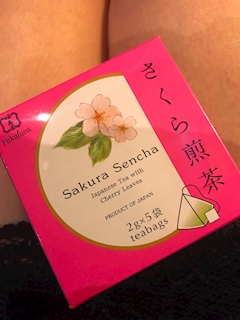 Fukujuen
さくら煎茶
Sakura Sencha
Japanese Tea with
Cherry Leaves
PRODUCT OF JAPAN
2g×5袋
teabags